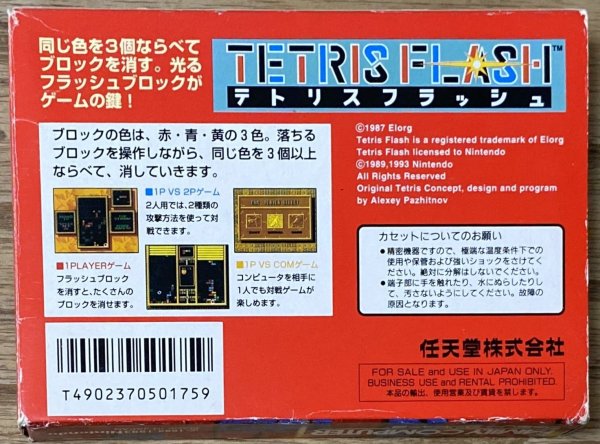 同じ色を3個ならべて
ブロックを消す。光る
フラッシュブロックが
ゲームの鍵！
TETRIS FLASH™
テトリスフラッシュ
ブロックの色は、赤・青・黄の3色。落ちる
ブロックを操作しながら、同じ色を3個以上
ならべて、消していきます。
■1P VS 2Pゲーム
2人用では、2種類の
攻撃方法を使って対
戦できます。
■1PLAYERゲーム
フラッシュブロック
を消すと、たくさんの
ブロックを消せます。
■1P VS COMゲーム
コンピュータを相手に
1人でも対戦ゲームが
楽しめます。
©1987 Elorg
Tetris Flash is a registered trademark of Elorg
Tetris Flash licensed to Nintendo
©1989,1993 Nintendo
All Rights Reserved
Original Tetris Concept, design and program
by Alexey Pazhitnov
カセットについてのお願い
●精密機器ですので、極端な温度条件下での
使用や保管および強いショックをさけてく
ださい。絶対に分解はしないでください。
●端子部に手を触れたり、水にぬらしたりし
て、汚さないようにしてください。故障の
原因となります。
任天堂株式会社
FOR SALE and USE IN JAPAN ONLY.
BUSINESS USE and RENTAL PROHIBITED.
本品の輸出、使用営業及び賃貸を禁じます。
T4902370501759